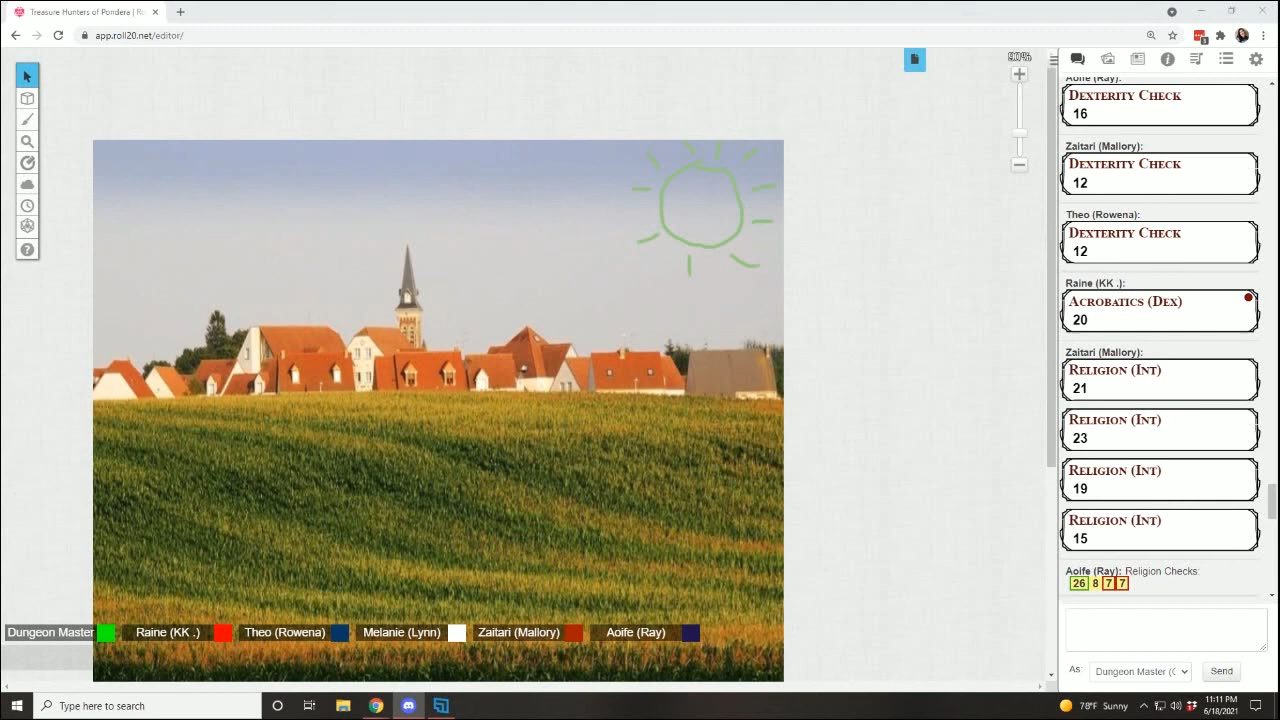 Treasure Hunters of Pondera | Ro
app.roll20.net/editor/
90%
Aoife (Ray):
Dexterity Check
16
Zaitari (Mallory):
Dexterity Check
12
Theo (Rowena):
Dexterity Check
12
Raine (KK .):
Acrobatics (Dex)
20
Zaitari (Mallory):
Religion (Int)
21
Religion (Int)
23
Religion (Int)
19
Religion (Int)
15
Aoife (Ray): Religion Checks:
26 8 7 7
Dungeon Master Raine (KK .) Theo (Rowena) Melanie (Lynn) Zaitari (Mallory) Aoife (Ray)
As: Dungeon Master (G Send
Type here to search
78°F Sunny
11:11 PM
6/18/2021